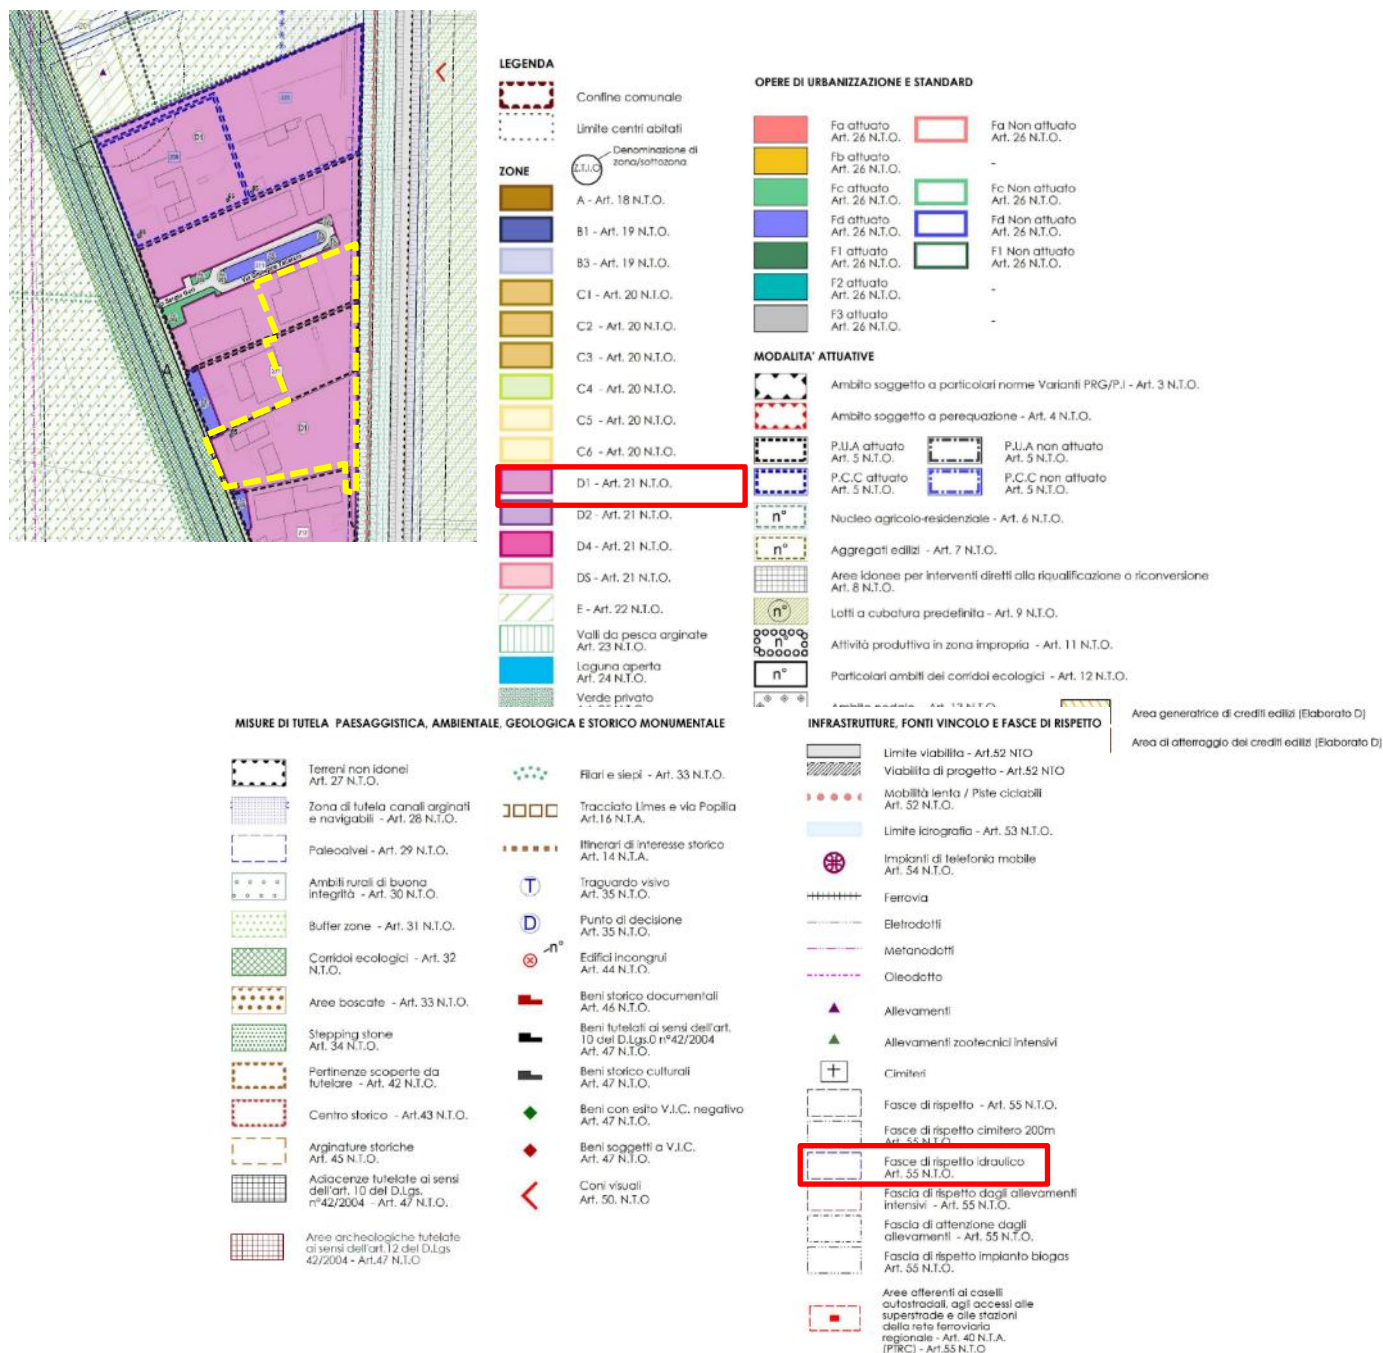 D1
Via Sergio Gori
Via Giuseppe Taliercio
D1
LEGENDA
Confine comunale
Limite centri abitati
Denominazione di
zona/sottozona
Z.T.I.O
ZONE
A - Art. 18 N.T.O.
B1 - Art. 19 N.T.O.
B3 - Art. 19 N.T.O.
C1 - Art. 20 N.T.O.
C2 - Art. 20 N.T.O.
C3 - Art. 20 N.T.O.
C4 - Art. 20 N.T.O.
C5 - Art. 20 N.T.O.
C6 - Art. 20 N.T.O.
D1 - Art. 21 N.T.O.
D2 - Art. 21 N.T.O.
D4 - Art. 21 N.T.O.
DS - Art. 21 N.T.O.
E - Art. 22 N.T.O.
Valli da pesca arginate
Art. 23 N.T.O.
Laguna aperta
Art. 24 N.T.O.
Verde privato
OPERE DI URBANIZZAZIONE E STANDARD
Fa attuato
Art. 26 N.T.O.
Fa Non attuato
Art. 26 N.T.O.
Fb attuato
Art. 26 N.T.O.
-
Fc attuato
Art. 26 N.T.O.
Fc Non attuato
Art. 26 N.T.O.
Fd attuato
Art. 26 N.T.O.
Fd Non attuato
Art. 26 N.T.O.
F1 attuato
Art. 26 N.T.O.
F1 Non attuato
Art. 26 N.T.O.
F2 attuato
Art. 26 N.T.O.
-
F3 attuato
Art. 26 N.T.O.
-
MODALITA' ATTUATIVE
Ambito soggetto a particolari norme Varianti PRG/P.I - Art. 3 N.T.O.
Ambito soggetto a perequazione - Art. 4 N.T.O.
P.U.A attuato
Art. 5 N.T.O.
P.U.A non attuato
Art. 5 N.T.O.
P.C.C attuato
Art. 5 N.T.O.
P.C.C non attuato
Art. 5 N.T.O.
n° Nucleo agricolo-residenziale - Art. 6 N.T.O.
n° Aggregati edilizi - Art. 7 N.T.O.
Aree idonee per interventi diretti alla riqualificazione o riconversione
Art. 8 N.T.O.
n° Lotti a cubatura predefinita - Art. 9 N.T.O.
n° Attività produttiva in zona impropria - Art. 11 N.T.O.
n° Particolari ambiti dei corridoi ecologici - Art. 12 N.T.O.
Area generatrice di crediti edilizi (Elaborato D)
Area di atterraggio dei crediti edilizi (Elaborato D)
MISURE DI TUTELA PAESAGGISTICA, AMBIENTALE, GEOLOGICA E STORICO MONUMENTALE
Terreni non idonei
Art. 27 N.T.O.
Zona di tutela canali arginati
e navigabili - Art. 28 N.T.O.
Paleoalvei - Art. 29 N.T.O.
Ambiti rurali di buona
integrità - Art. 30 N.T.O.
Buffer zone - Art. 31 N.T.O.
Corridoi ecologici - Art. 32
N.T.O.
Aree boscate - Art. 33 N.T.O.
Stepping stone
Art. 34 N.T.O.
Pertinenze scoperte da
tutelare - Art. 42 N.T.O.
Centro storico - Art.43 N.T.O.
Arginature storiche
Art. 45 N.T.O.
Adiacenze tutelate ai sensi
dell'art. 10 del D.Lgs.
n°42/2004 - Art. 47 N.T.O.
Aree archeologiche tutelate
ai sensi dell'art.12 del D.Lgs
42/2004 - Art.47 N.T.O
Filari e siepi - Art. 33 N.T.O.
Tracciato Limes e via Popilia
Art.16 N.T.A.
Itinerari di interesse storico
Art. 14 N.T.A.
T Traguardo visivo
Art. 35 N.T.O.
D Punto di decisione
Art. 35 N.T.O.
n° Edifici incongrui
Art. 44 N.T.O.
Beni storico documentali
Art. 46 N.T.O.
Beni tutelati ai sensi dell'art.
10 del D.Lgs.0 n°42/2004
Art. 47 N.T.O.
Beni storico culturali
Art. 47 N.T.O.
Beni con esito V.I.C. negativo
Art. 47 N.T.O.
Beni soggetti a V.I.C.
Art. 47 N.T.O.
Coni visuali
Art. 50. N.T.O
INFRASTRUTTURE, FONTI VINCOLO E FASCE DI RISPETTO
Limite viabilita - Art.52 NTO
Viabilita di progetto - Art.52 NTO
Mobilità lenta / Piste ciclabili
Art. 52 N.T.O.
Limite idrografia - Art. 53 N.T.O.
Impianti di telefonia mobile
Art. 54 N.T.O.
Ferrovia
Eletrodotti
Metanodotti
Oleodotto
Allevamenti
Allevamenti zootecnici intensivi
Cimiteri
Fasce di rispetto - Art. 55 N.T.O.
Fasce di rispetto cimitero 200m
Art. 55 N.T.O.
Fasce di rispetto idraulico
Art. 55 N.T.O.
Fascia di rispetto dagli allevamenti
intensivi - Art. 55 N.T.O.
Fascia di attenzione dagli
allevamenti - Art. 55 N.T.O.
Fascia di rispetto impianto biogas
Art. 55 N.T.O.
Aree afferenti ai caselli
autostradali, agli accessi alle
superstrade e alle stazioni
della rete ferroviaria
regionale - Art. 40 N.T.A.
(PTRC) - Art.55 N.T.O